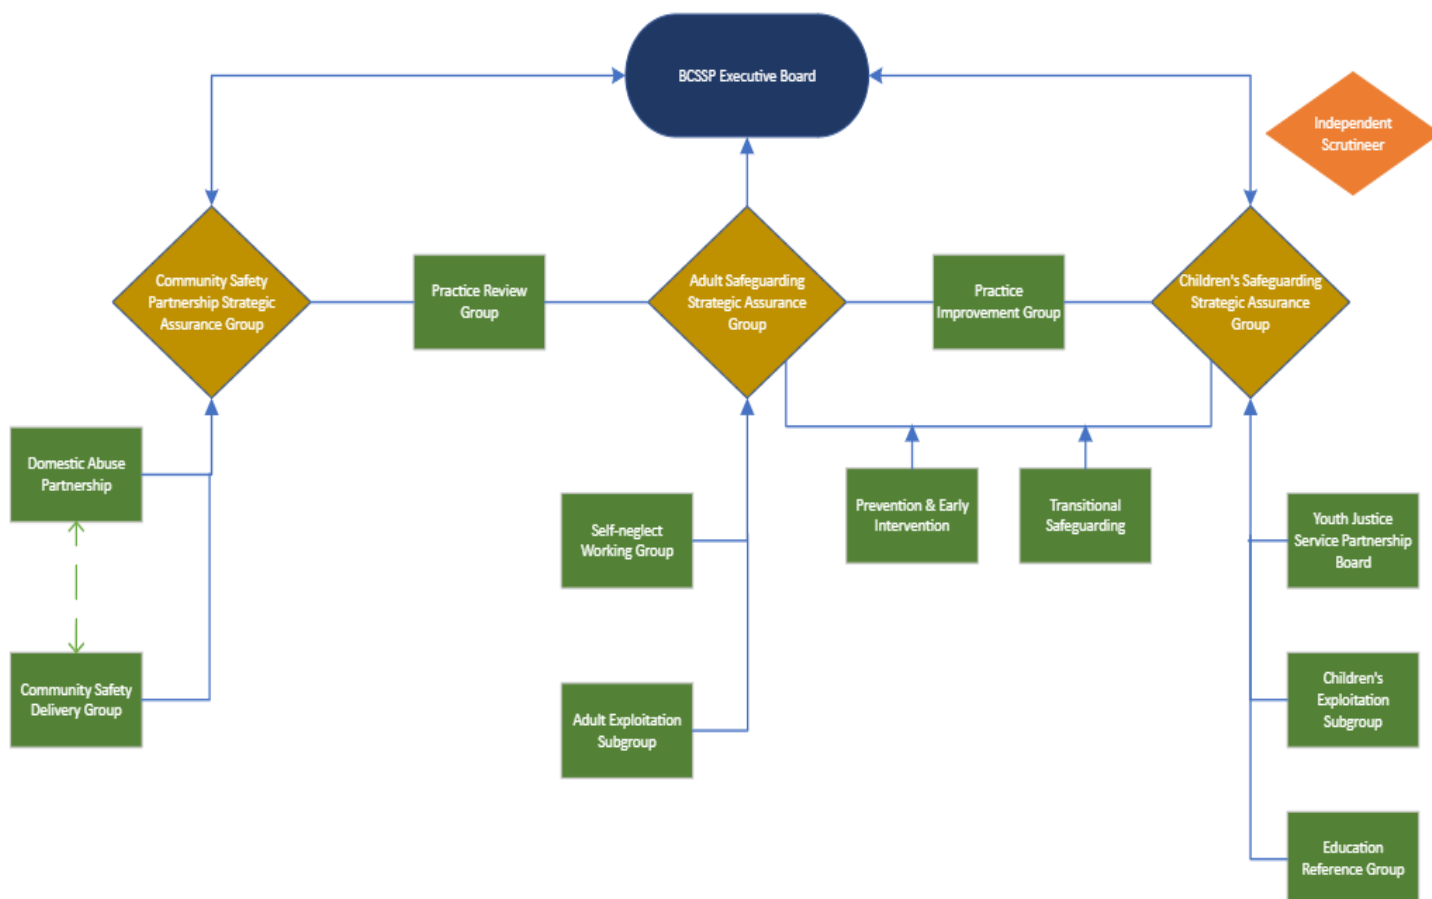 BCSSP Executive Board
Independent
Scrutineer
Community Safety
Partnership Strategic
Assurance Group
Practice Review
Group
Adult Safeguarding
Strategic Assurance
Group
Practice
Improvement Group
Children's Safeguarding
Strategic Assurance
Group
Domestic Abuse
Partnership
Self-neglect
Working Group
Prevention & Early
Intervention
Transitional
Safeguarding
Youth Justice
Service Partnership
Board
Community Safety
Delivery Group
Adult Exploitation
Subgroup
Children's
Exploitation
Subgroup
Education
Reference Group